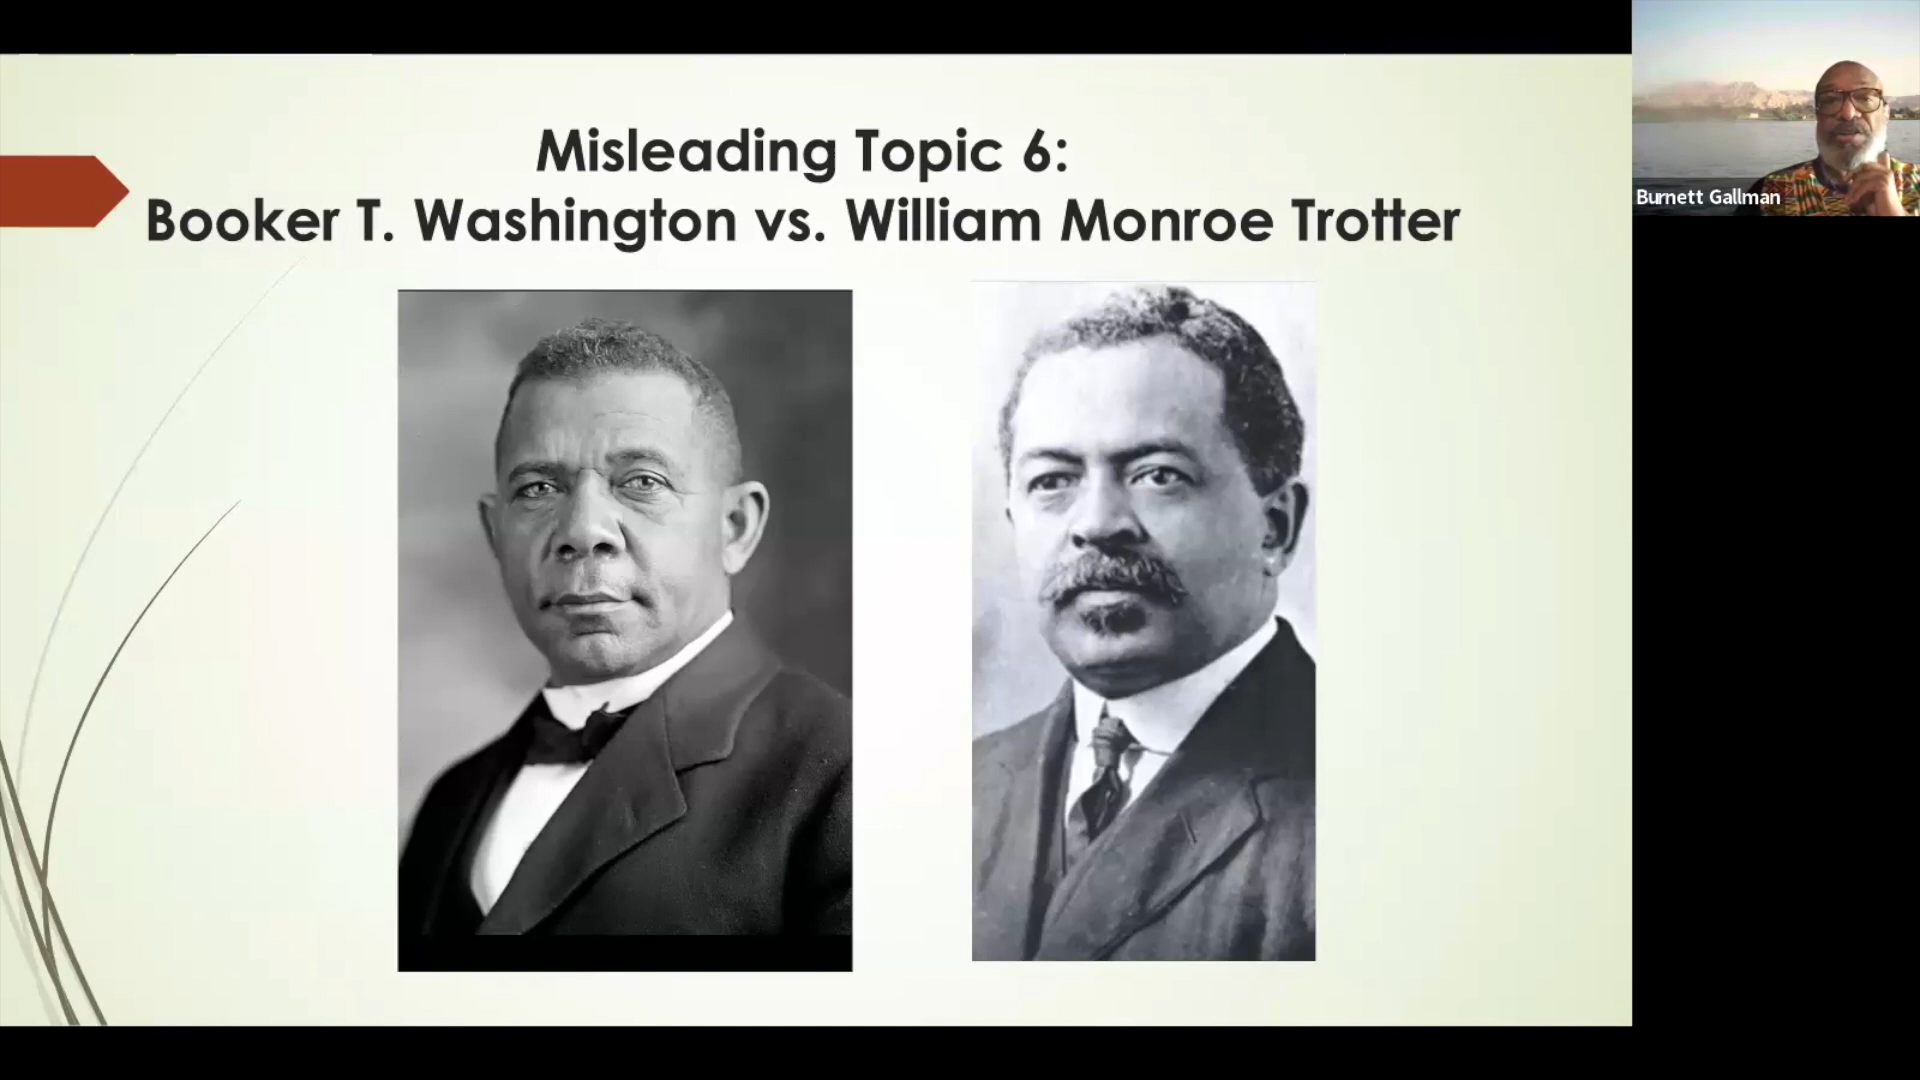 Misleading Topic 6:
Booker T. Washington vs. William Monroe Trotter
Burnett Gallman